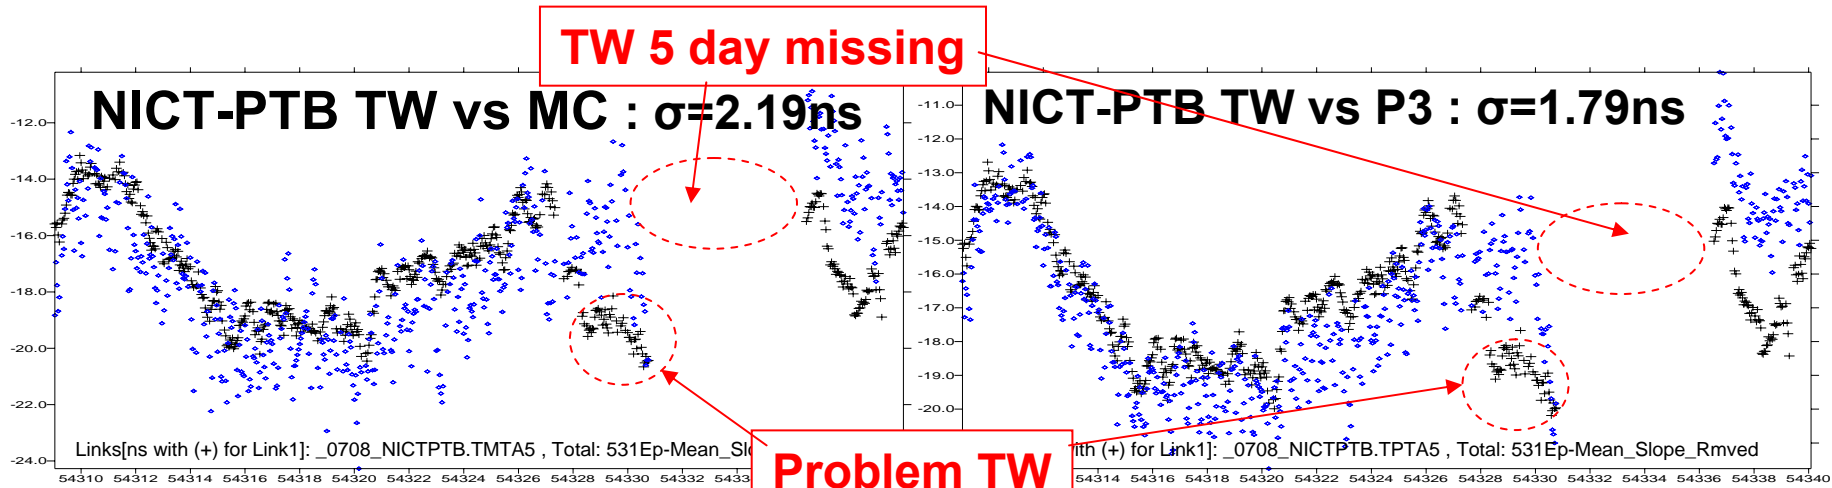 TW 5 day missing
NICT-PTB TW vs MC : σ=2.19ns
NICT-PTB TW vs P3 : σ=1.79ns
-12.0
-14.0
-16.0
-18.0
-20.0
-22.0
-24.0
-11.0
-12.0
-13.0
-14.0
-15.0
-16.0
-17.0
-18.0
-19.0
-20.0
Links[ns with (+) for Link1]: _0708_NICTPTB.TMTA5 , Total: 531Ep-Mean_Slo
ith (+) for Link1]: _0708_NICTPTB.TPTA5 , Total: 531Ep-Mean_Slope_Rmved
Problem TW
54310 54312 54314 54316 54318 54320 54322 54324 54326 54328 54330 54332
54314 54316 54318 54320 54322 54324 54326 54328 54330 54332 54334 54336 54338 54340